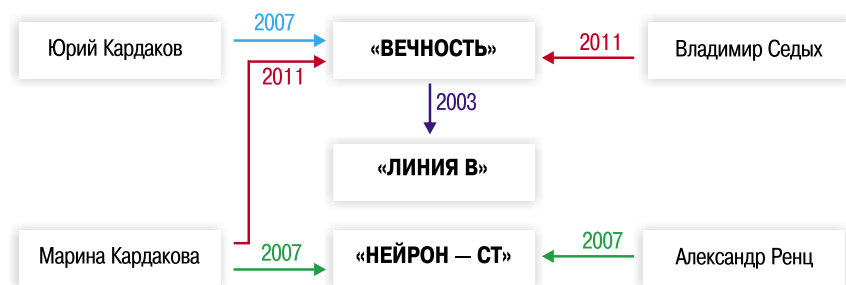 2007
Юрий Кардаков
«ВЕЧНОСТЬ»
2011
Владимир Седых
2011
2003
«ЛИНИЯ В»
Марина Кардакова
2007
«НЕЙРОН — СТ»
2007
Александр Ренц